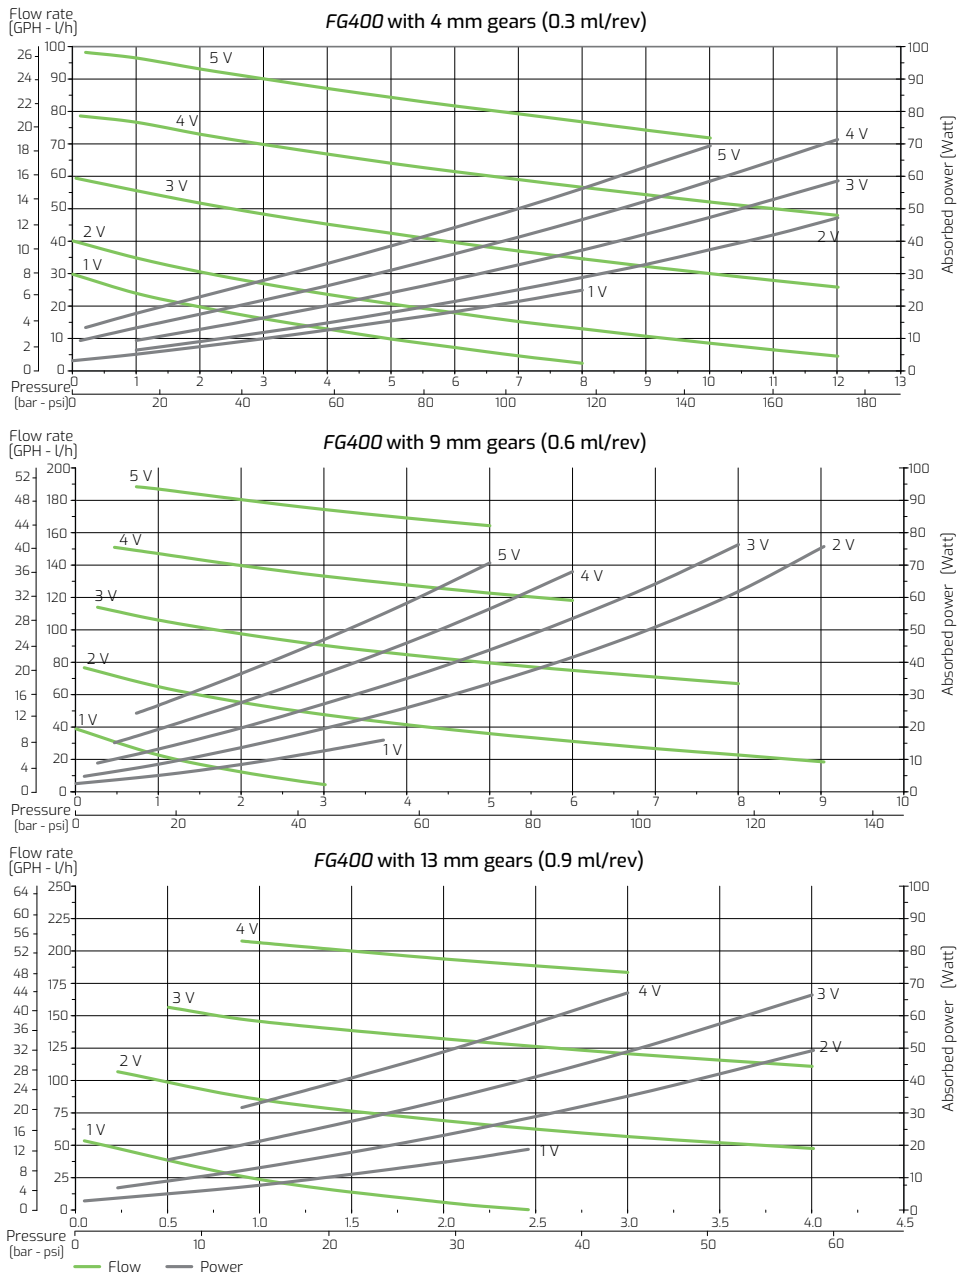 Flow rate
[GPH - l/h]
FG400 with 4 mm gears (0.3 ml/rev)
26 24 22 20 18 16 14 12 10 8 6 4 2 0
100 90 80 70 60 50 40 30 20 10 0
5 V
4 V
3 V
2 V
1 V
5 V
4 V
3 V
2 V
1 V
100 90 80 70 60 50 40 30 20 10 0
Absorbed power [Watt]
0 1 2 3 4 5 6 7 8 9 10 11 12 13
Pressure
[bar - psi]
0 20 40 60 80 100 120 140 160 180
Flow rate
[GPH - l/h]
FG400 with 9 mm gears (0.6 ml/rev)
52 48 44 40 36 32 28 24 20 16 12 8 4 0
200 180 160 140 120 100 80 60 40 20 0
5 V
4 V
3 V
2 V
1 V
5 V
4 V
3 V
2 V
1 V
100 90 80 70 60 50 40 30 20 10 0
Absorbed power [Watt]
0 1 2 3 4 5 6 7 8 9 10
Pressure
[bar - psi]
0 20 40 60 80 100 120 140
Flow rate
[GPH - l/h]
FG400 with 13 mm gears (0.9 ml/rev)
64 60 56 52 48 44 40 36 32 28 24 20 16 12 8 4 0
250 225 200 175 150 125 100 75 50 25 0
4 V
3 V
2 V
1 V
4 V
3 V
2 V
1 V
100 90 80 70 60 50 40 30 20 10 0
Absorbed power [Watt]
0.0 0.5 1.0 1.5 2.0 2.5 3.0 3.5 4.0 4.5
Pressure
[bar - psi]
0 10 20 30 40 50 60
Flow Power